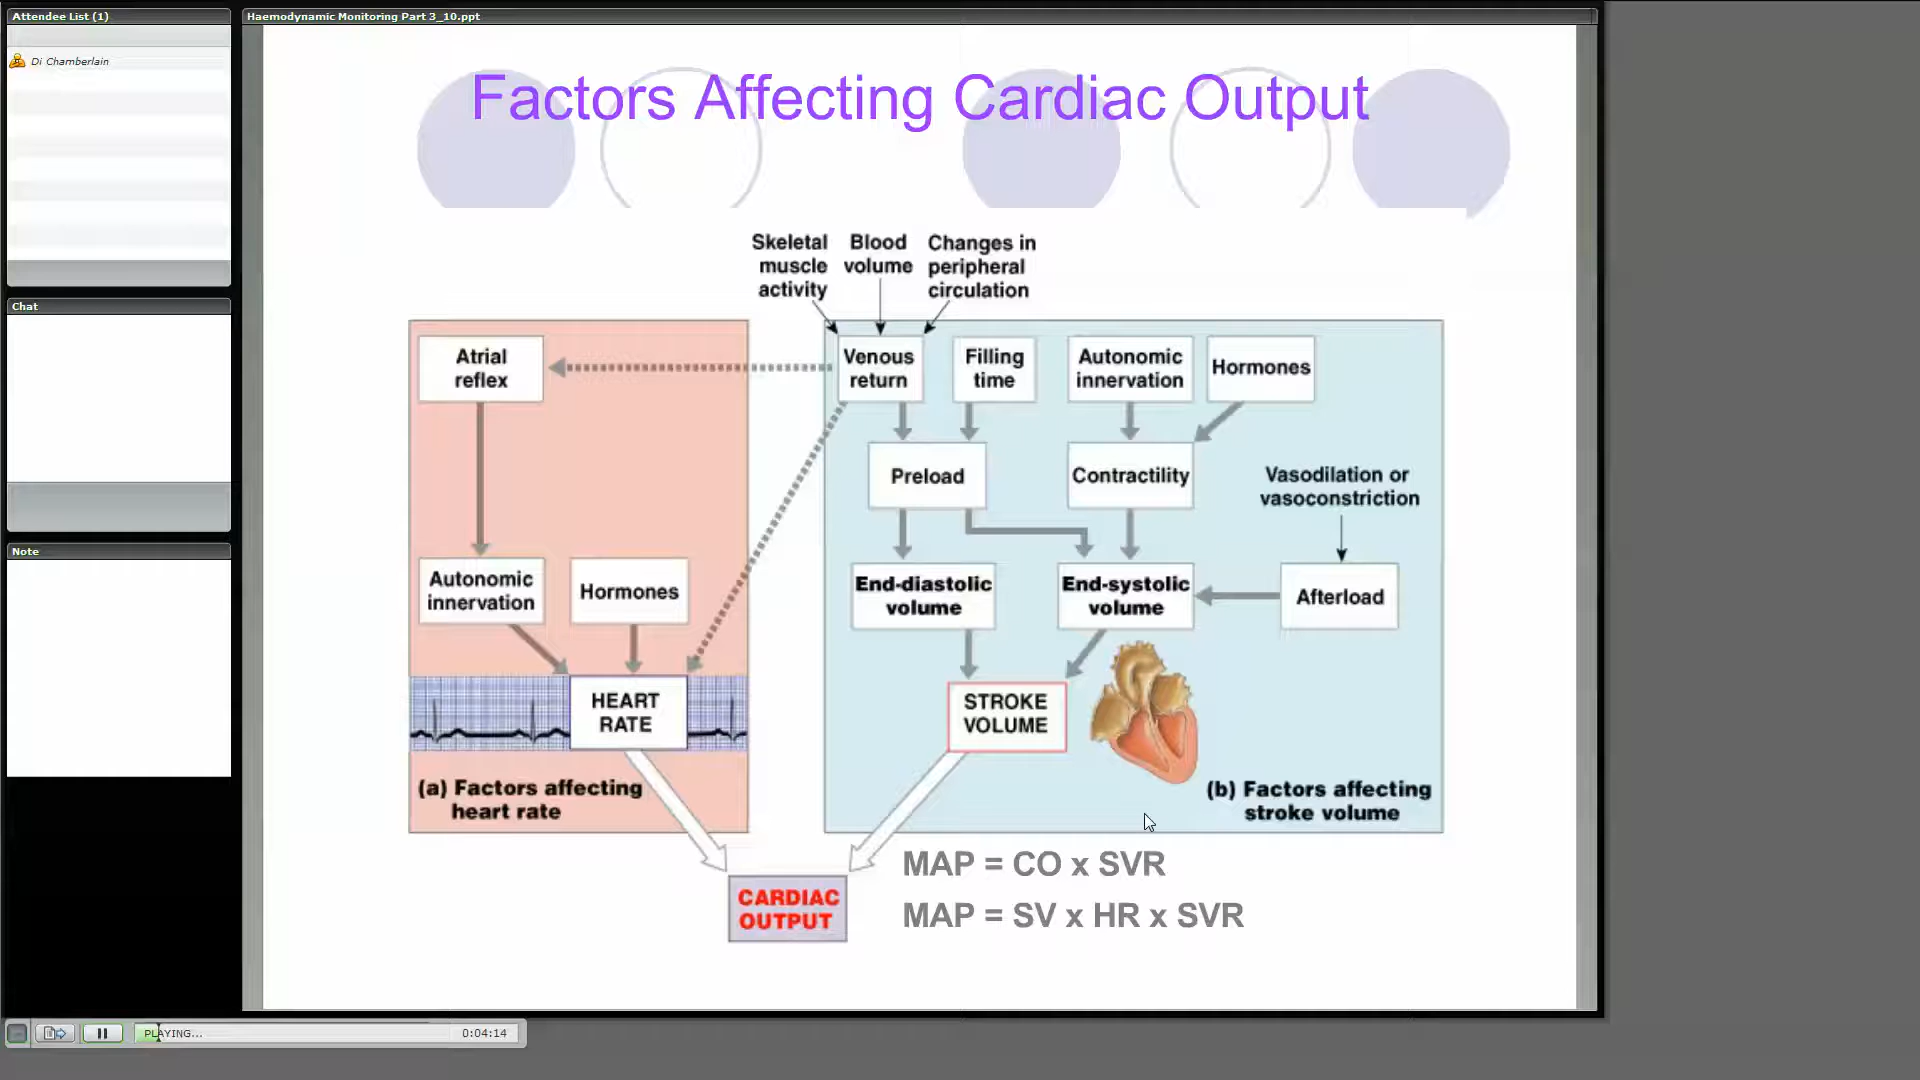 Attendee List (1)
Haemodynamic Monitoring Part 3_10.ppt
Di Chamberlain
Chat
Note
Factors Affecting Cardiac Output
Skeletal
muscle
activity
Blood
volume
Changes in
peripheral
circulation
Atrial
reflex
Venous
return
Filling
time
Autonomic
innervation
Hormones
Preload
Contractility
Vasodilation or
vasoconstriction
Autonomic
innervation
Hormones
End-diastolic
volume
End-systolic
volume
Afterload
HEART
RATE
STROKE
VOLUME
(a) Factors affecting
heart rate
(b) Factors affecting
stroke volume
CARDIAC
OUTPUT
MAP = CO x SVR
MAP = SV x HR x SVR
PLAYING...
0:04:14